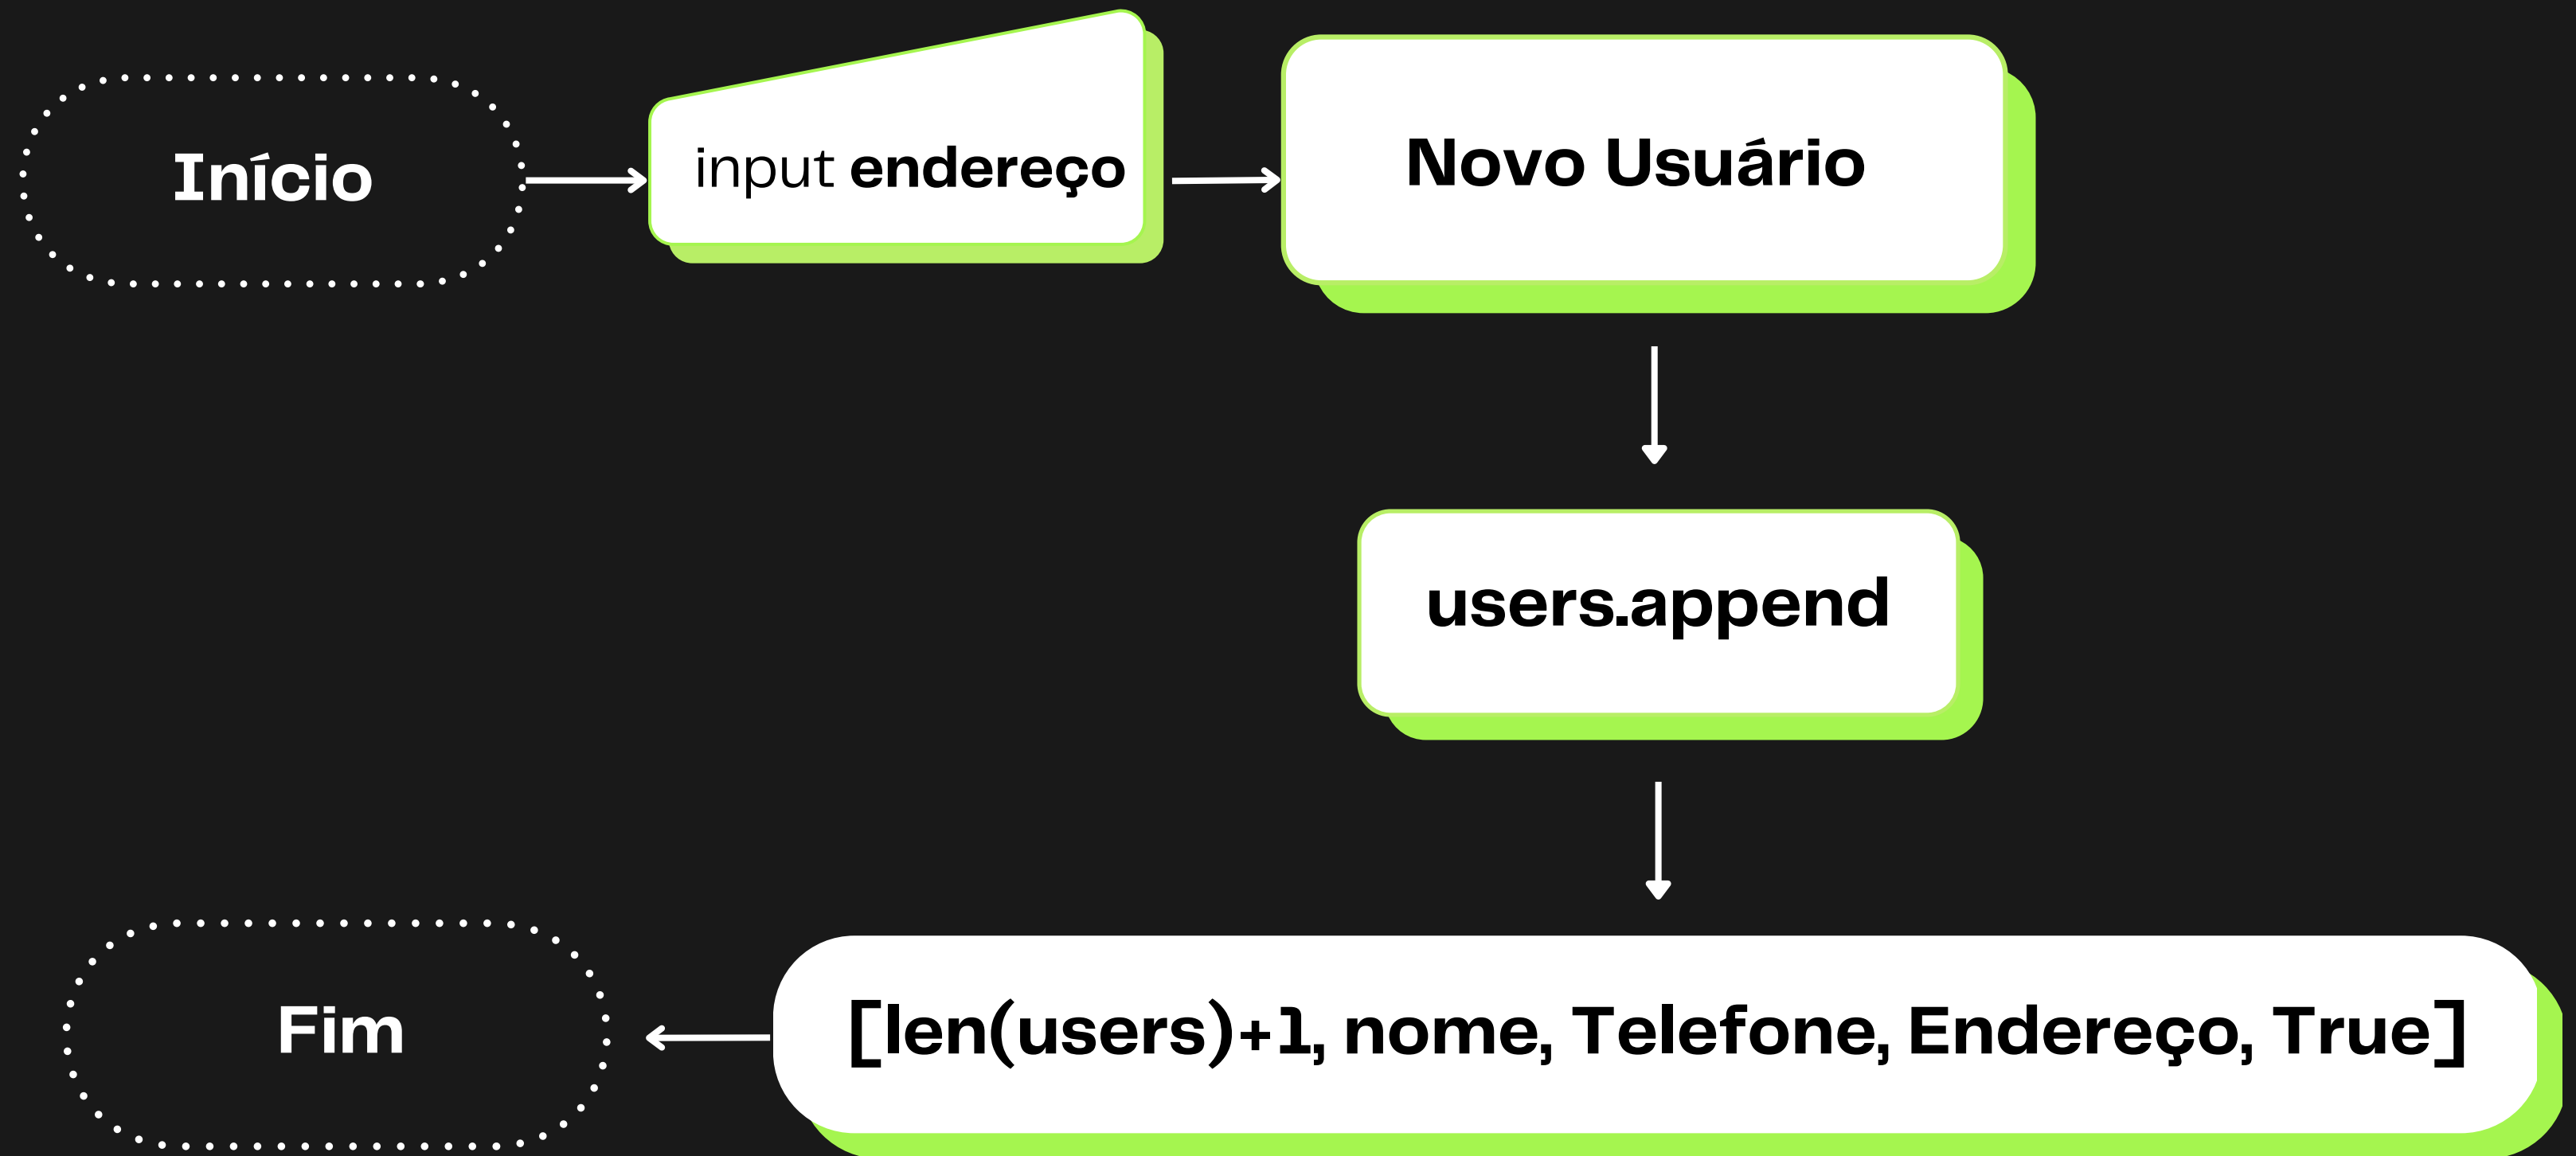 Início
input endereço
Novo Usuário
users.append
[len(users)+1, nome, Telefone, Endereço, True]
Fim